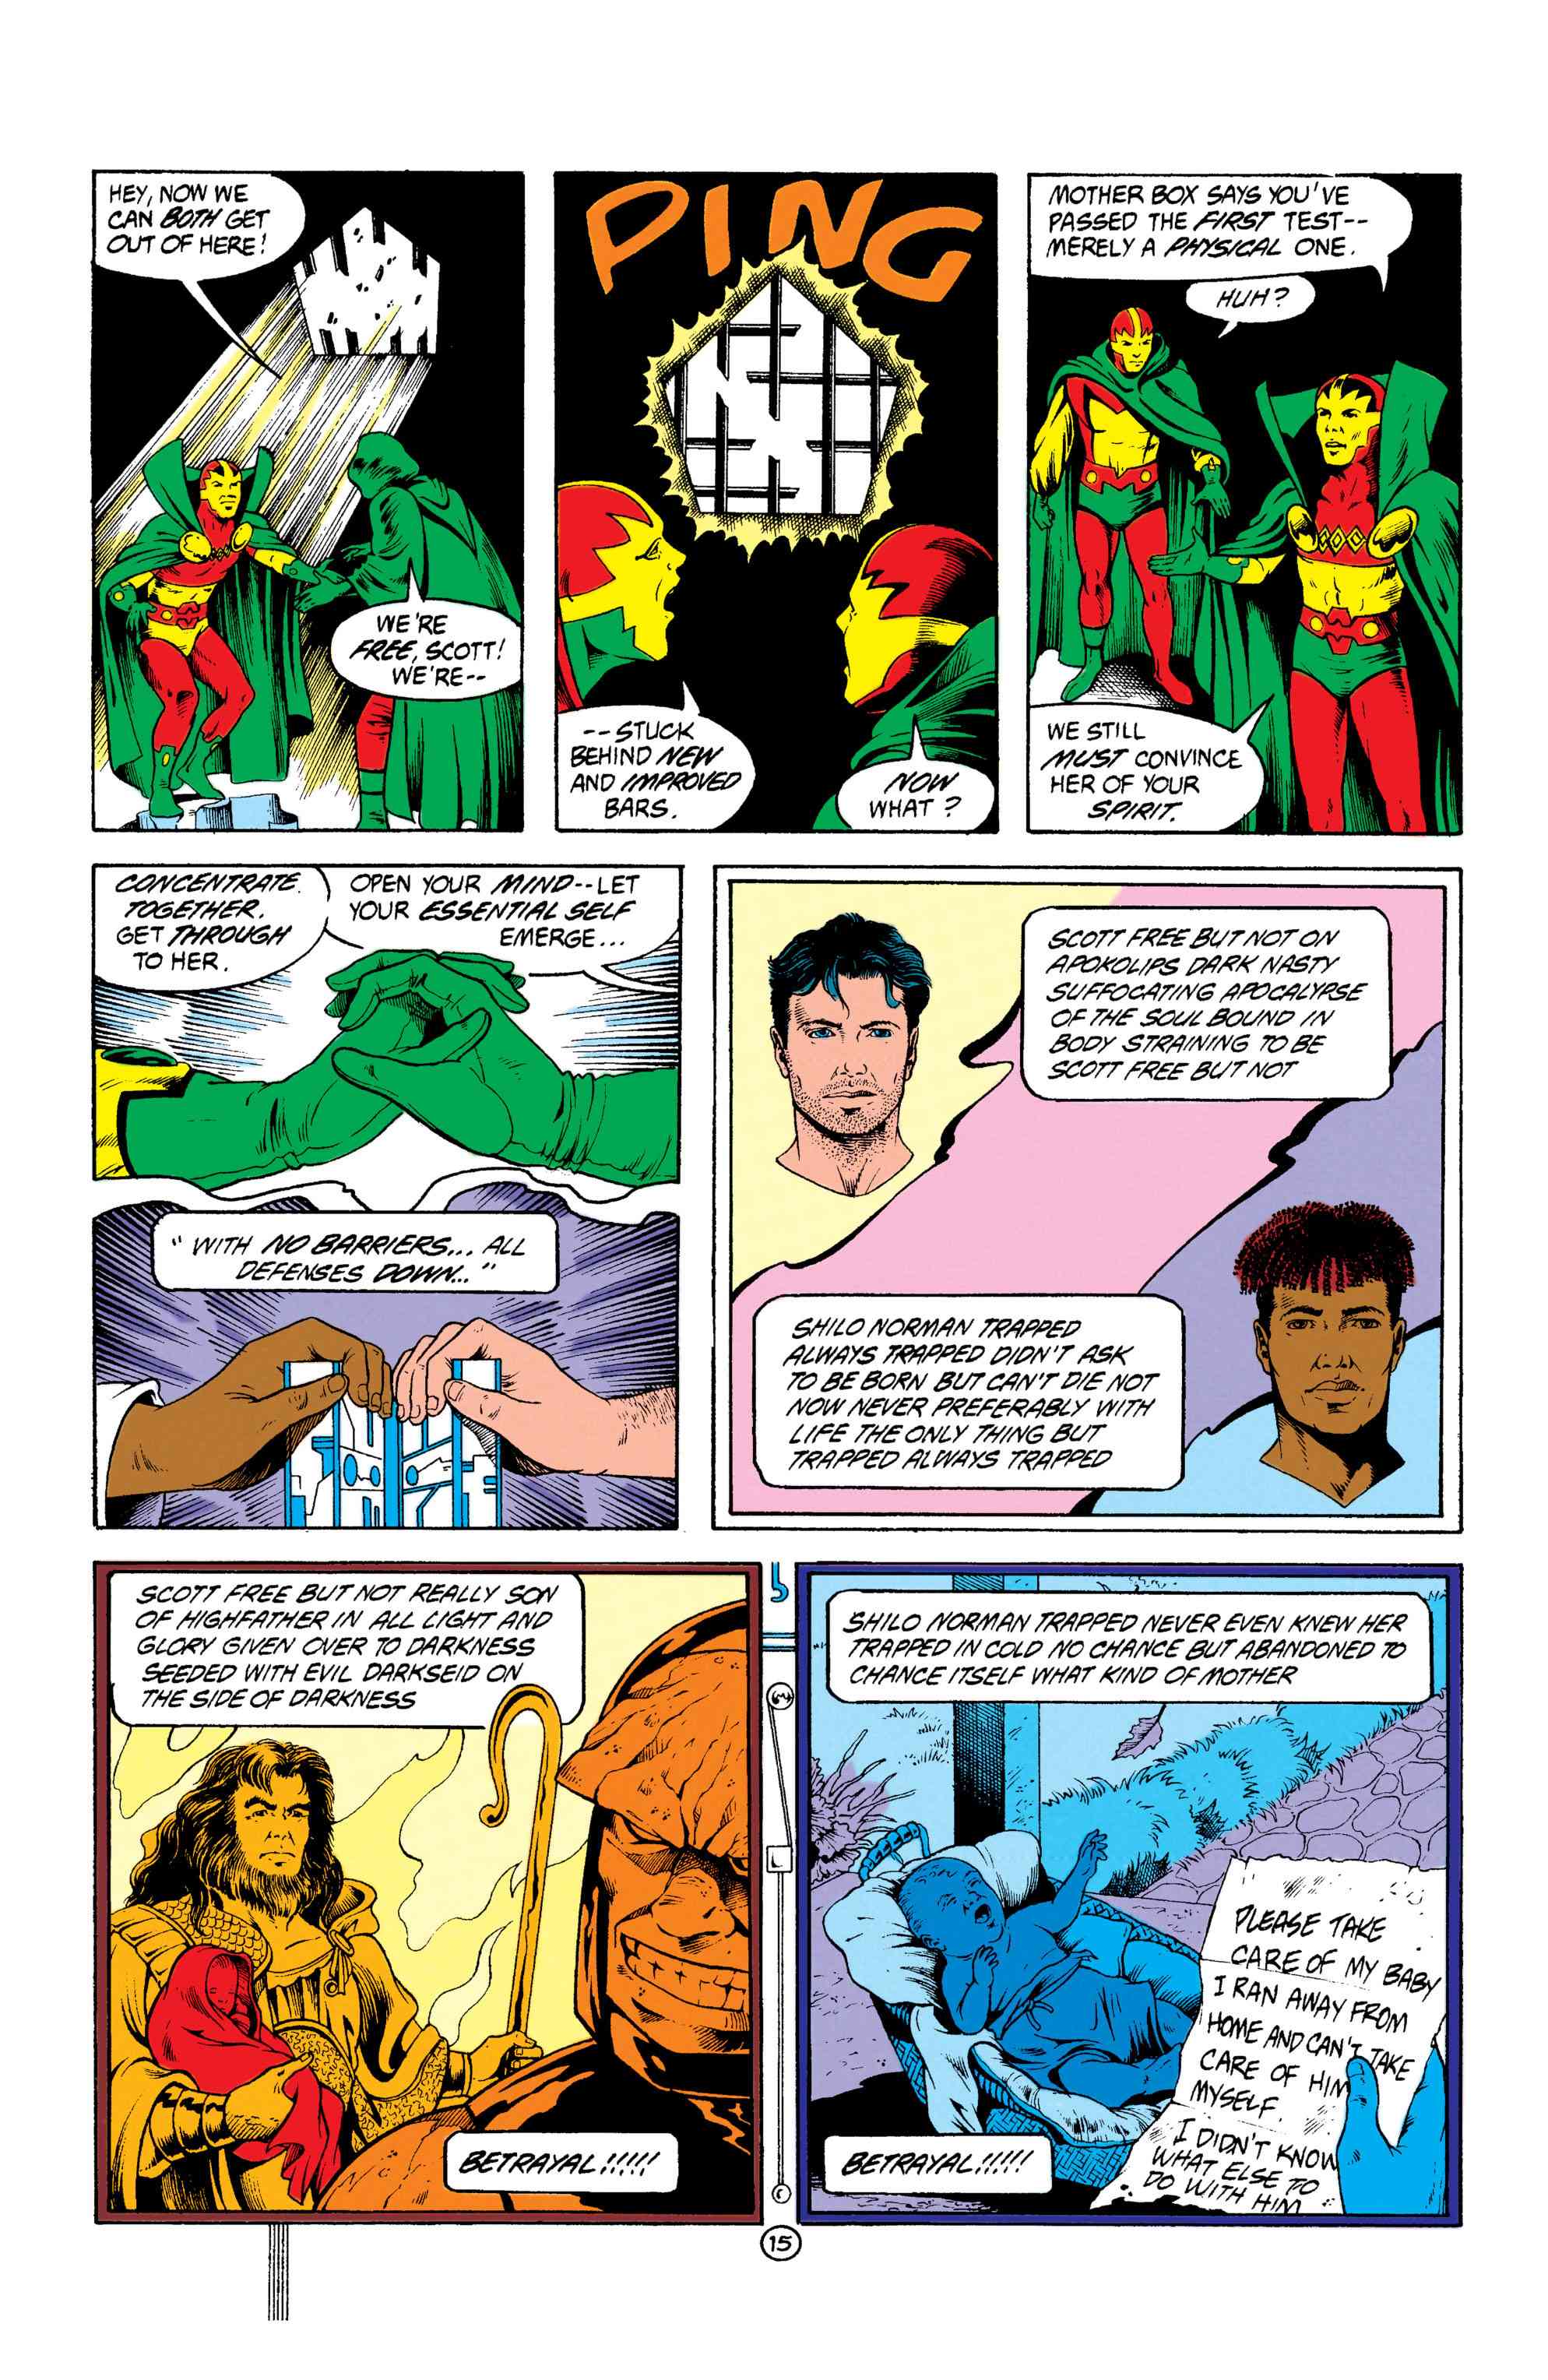 HEY, NOW WE
CAN BOTH GET
OUT OF HERE!
WE'RE
FREE, SCOTT!
WE'RE--
PING
--STUCK
BEHIND NEW
AND IMPROVED
BARS.
NOW
WHAT?
MOTHER BOX SAYS YOU'VE
PASSED THE FIRST TEST--
MERELY A PHYSICAL ONE.
HUH?
WE STILL
MUST CONVINCE
HER OF YOUR
SPIRIT.
CONCENTRATE.
TOGETHER.
GET THROUGH
TO HER.
OPEN YOUR MIND--LET
YOUR ESSENTIAL SELF
EMERGE...
"WITH NO BARRIERS... ALL
DEFENSES DOWN..."
SCOTT FREE BUT NOT ON
APOKOLIPS DARK NASTY
SUFFOCATING APOCALYPSE
OF THE SOUL BOUND IN
BODY STRAINING TO BE
SCOTT FREE BUT NOT
SHILO NORMAN TRAPPED
ALWAYS TRAPPED DIDN'T ASK
TO BE BORN BUT CAN'T DIE NOT
NOW NEVER PREFERABLY WITH
LIFE THE ONLY THING BUT
TRAPPED ALWAYS TRAPPED
SCOTT FREE BUT NOT REALLY SON
OF HIGHFATHER IN ALL LIGHT AND
GLORY GIVEN OVER TO DARKNESS
SEEDED WITH EVIL DARKSEID ON
THE SIDE OF DARKNESS
BETRAYAL!!!!!
SHILO NORMAN TRAPPED NEVER EVEN KNEW HER
TRAPPED IN COLD NO CHANCE BUT ABANDONED TO
CHANCE ITSELF WHAT KIND OF MOTHER
PLEASE TAKE
CARE OF MY BABY
I RAN AWAY FROM
HOME AND CAN'T TAKE
CARE OF HIM
MYSELF.
I DIDN'T KNOW
WHAT ELSE TO
DO WITH HIM
BETRAYAL!!!!!
15